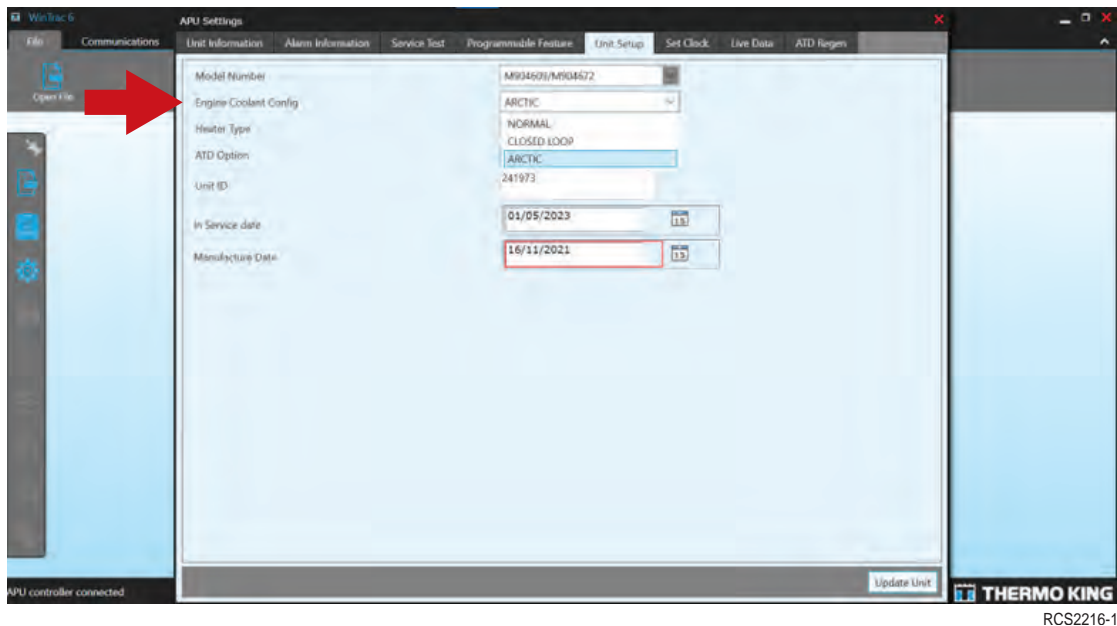 WinTrac 6
APU Settings
File Communications
Unit Information Alarm Information Service Test Programmable Feature Unit Setup Set Clock Live Data ATD Regen
Open File
Model Number M904609/M904672
Engine Coolant Config ARCTIC
Heater Type NORMAL
CLOSED LOOP
ATD Option ARCTIC
Unit ID 241973
In Service date 01/05/2023 15
Manufacture Date 16/11/2021 15
Update Unit
APU controller connected
THERMO KING
RCS2216-1